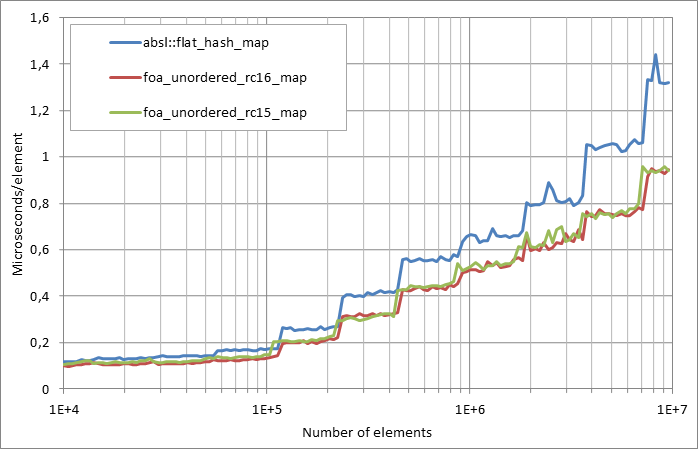 1,6
1,4
1,2
1
0,8
0,6
0,4
0,2
0
Microseconds/element
absl::flat_hash_map
foa_unordered_rc16_map
foa_unordered_rc15_map
1E+4
1E+5
1E+6
1E+7
Number of elements